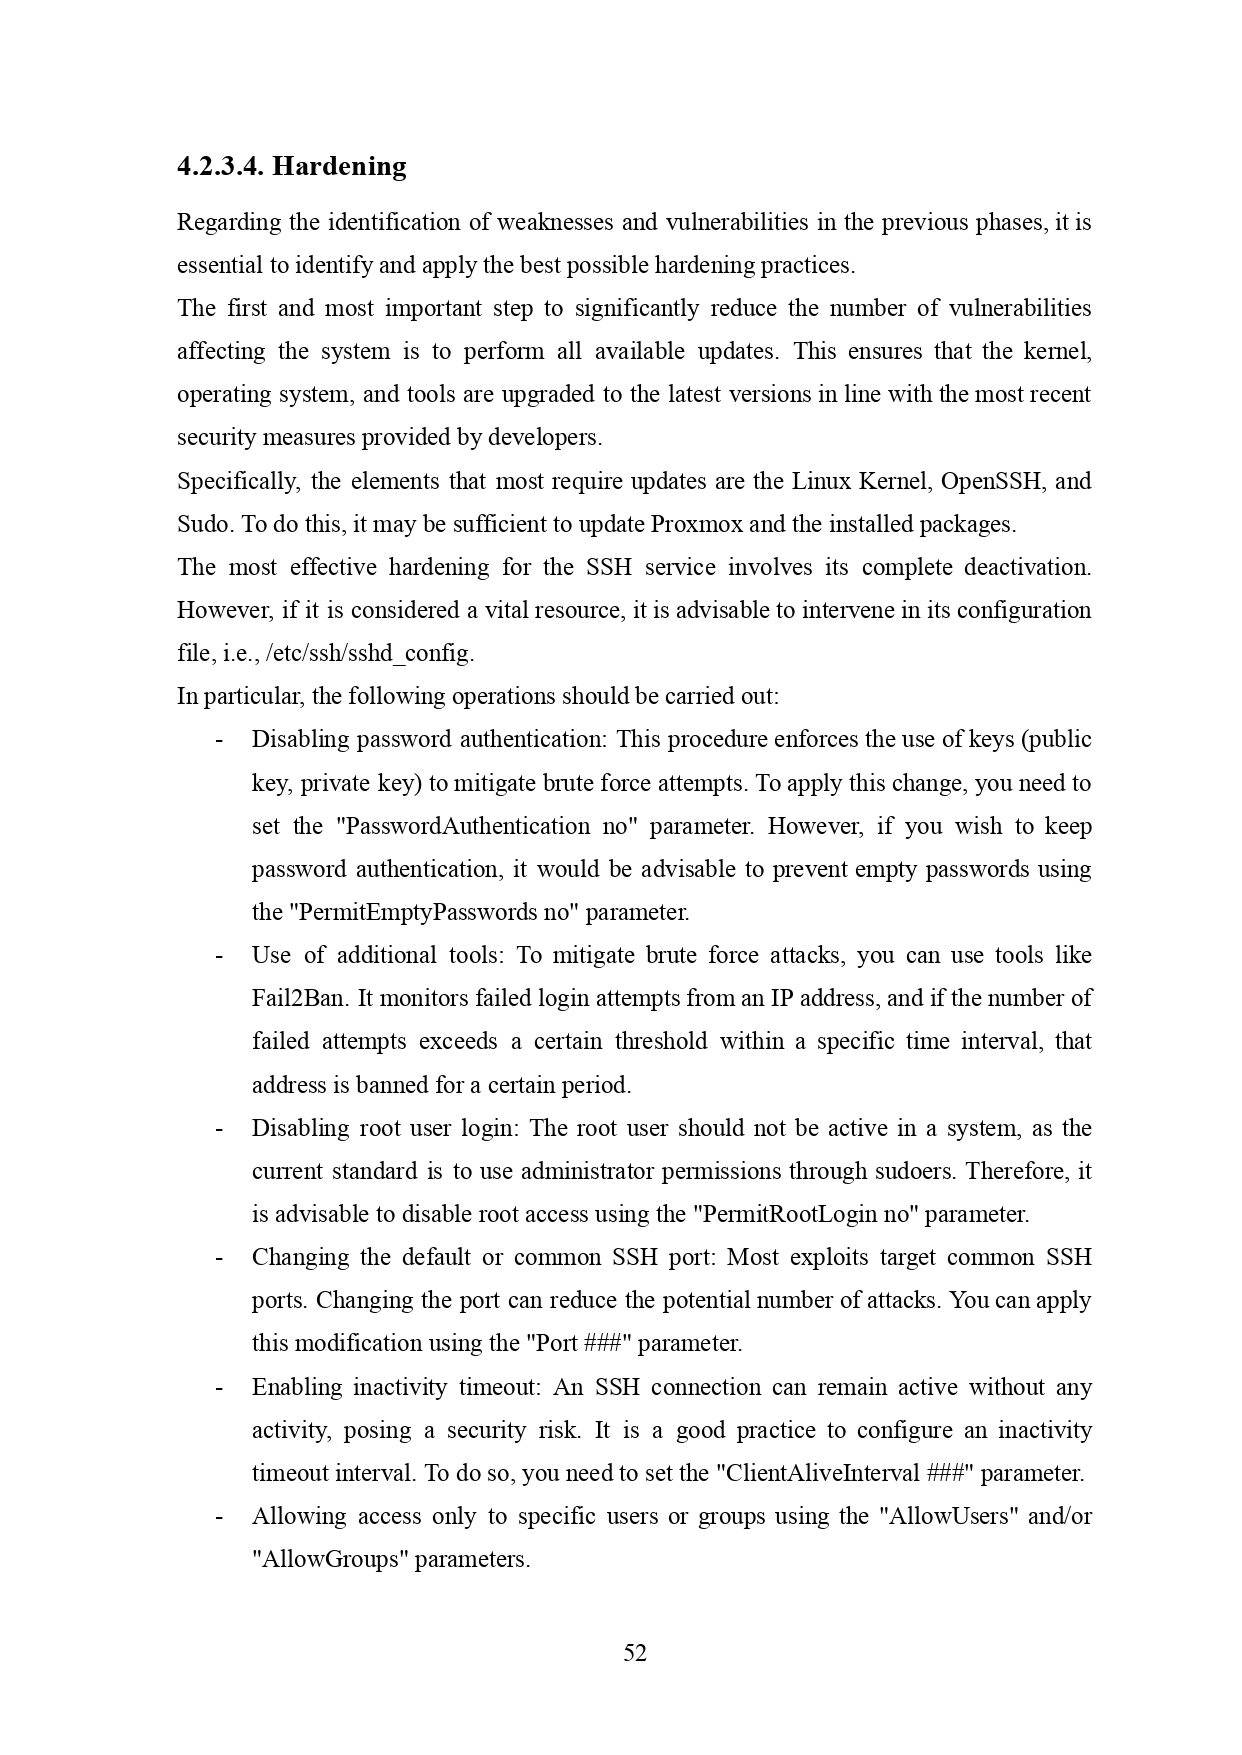 4.2.3.4. Hardening
Regarding the identification of weaknesses and vulnerabilities in the previous phases, it is
essential to identify and apply the best possible hardening practices.
The first and most important step to significantly reduce the number of vulnerabilities
affecting the system is to perform all available updates. This ensures that the kernel,
operating system, and tools are upgraded to the latest versions in line with the most recent
security measures provided by developers.
Specifically, the elements that most require updates are the Linux Kernel, OpenSSH, and
Sudo. To do this, it may be sufficient to update Proxmox and the installed packages.
The most effective hardening for the SSH service involves its complete deactivation.
However, if it is considered a vital resource, it is advisable to intervene in its configuration
file, i.e., /etc/ssh/sshd_config.
In particular, the following operations should be carried out:
- Disabling password authentication: This procedure enforces the use of keys (public
key, private key) to mitigate brute force attempts. To apply this change, you need to
set the "PasswordAuthentication no" parameter. However, if you wish to keep
password authentication, it would be advisable to prevent empty passwords using
the "PermitEmptyPasswords no" parameter.
- Use of additional tools: To mitigate brute force attacks, you can use tools like
Fail2Ban. It monitors failed login attempts from an IP address, and if the number of
failed attempts exceeds a certain threshold within a specific time interval, that
address is banned for a certain period.
- Disabling root user login: The root user should not be active in a system, as the
current standard is to use administrator permissions through sudoers. Therefore, it
is advisable to disable root access using the "PermitRootLogin no" parameter.
- Changing the default or common SSH port: Most exploits target common SSH
ports. Changing the port can reduce the potential number of attacks. You can apply
this modification using the "Port ###" parameter.
- Enabling inactivity timeout: An SSH connection can remain active without any
activity, posing a security risk. It is a good practice to configure an inactivity
timeout interval. To do so, you need to set the "ClientAliveInterval ###" parameter.
- Allowing access only to specific users or groups using the "AllowUsers" and/or
"AllowGroups" parameters.
52